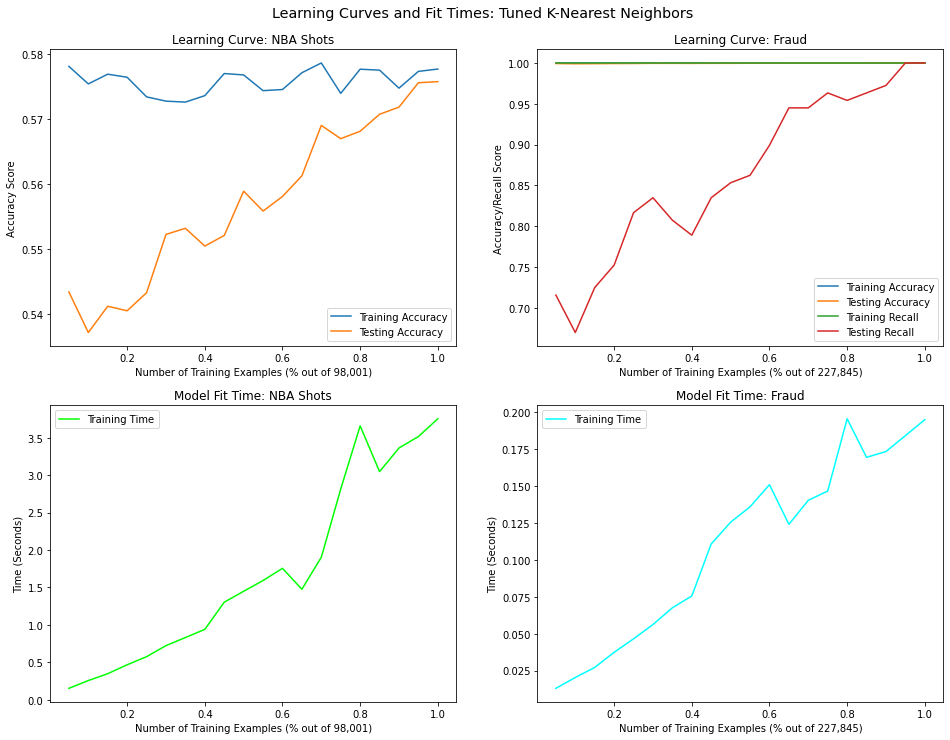 Learning Curves and Fit Times: Tuned K-Nearest Neighbors
Learning Curve: NBA Shots
Accuracy Score
0.58
0.57
0.56
0.55
0.54
Training Accuracy
Testing Accuracy
0.2 0.4 0.6 0.8 1.0
Number of Training Examples (% out of 98,001)
Learning Curve: Fraud
Accuracy/Recall Score
1.00
0.95
0.90
0.85
0.80
0.75
0.70
Training Accuracy
Testing Accuracy
Training Recall
Testing Recall
0.2 0.4 0.6 0.8 1.0
Number of Training Examples (% out of 227,845)
Model Fit Time: NBA Shots
Training Time
Time (Seconds)
3.5
3.0
2.5
2.0
1.5
1.0
0.5
0.0
0.2 0.4 0.6 0.8 1.0
Number of Training Examples (% out of 98,001)
Model Fit Time: Fraud
Training Time
Time (Seconds)
0.200
0.175
0.150
0.125
0.100
0.075
0.050
0.025
0.2 0.4 0.6 0.8 1.0
Number of Training Examples (% out of 227,845)